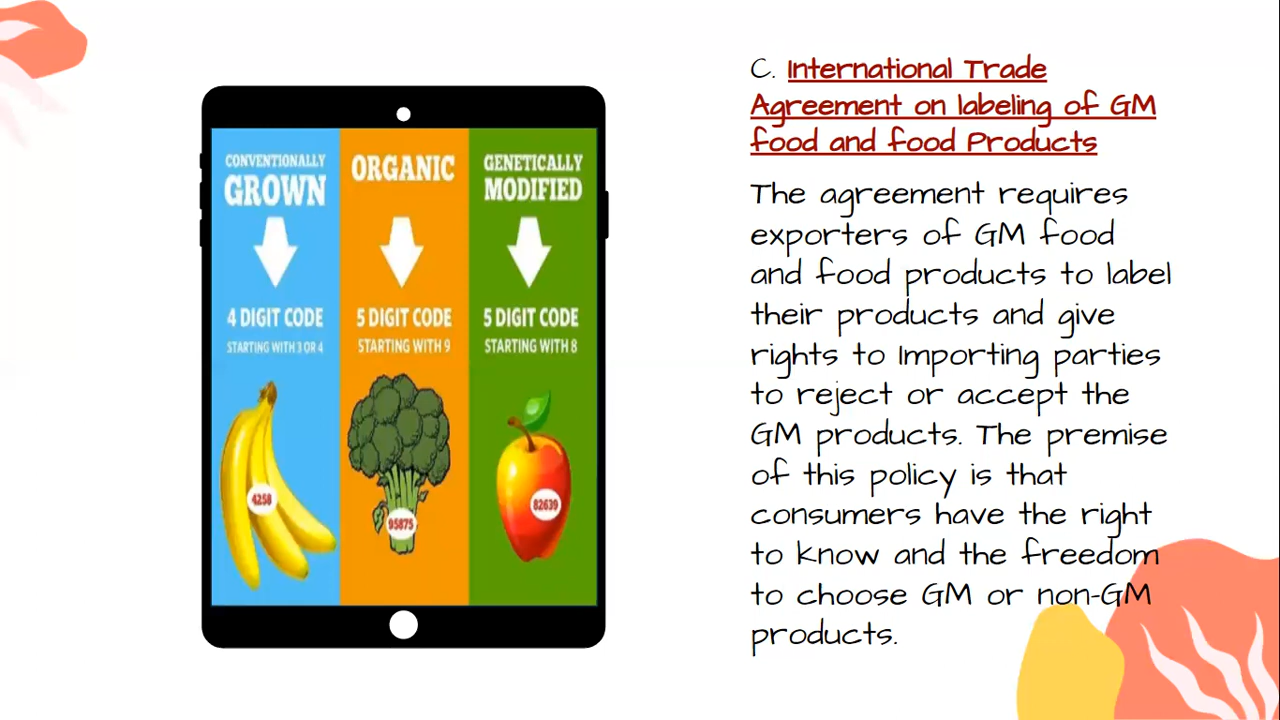 CONVENTIONALLY
GROWN
4 DIGIT CODE
STARTING WITH 3 OR 4
4258
ORGANIC
5 DIGIT CODE
STARTING WITH 9
95875
GENETICALLY
MODIFIED
5 DIGIT CODE
STARTING WITH 8
82639
C. International Trade
Agreement on labeling of GM
food and food Products
The agreement requires
exporters of GM food
and food products to label
their products and give
rights to Importing parties
to reject or accept the
GM products. The premise
of this policy is that
consumers have the right
to know and the freedom
to choose GM or non-GM
products.